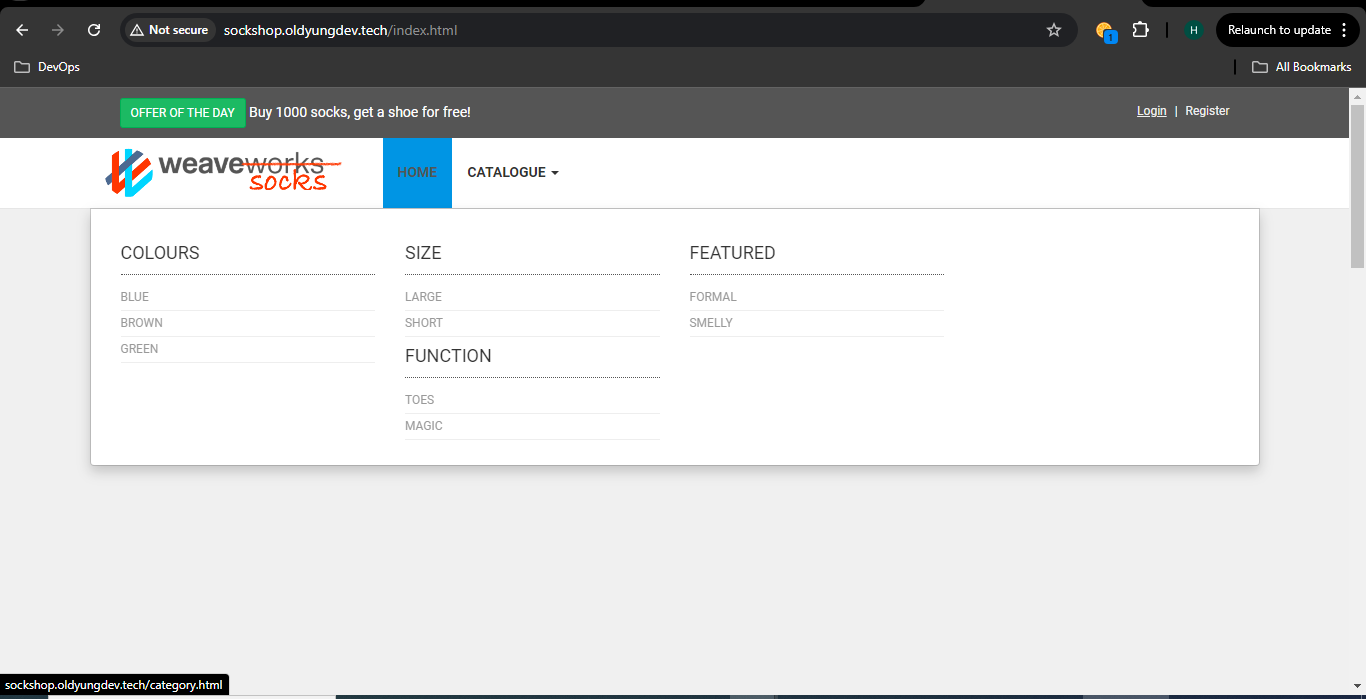 Not secure sockshop.oldyungdev.tech/index.html 1 H Relaunch to update
DevOps All Bookmarks
OFFER OF THE DAY Buy 1000 socks, get a shoe for free! Login | Register
weaveworks
socks
HOME CATALOGUE
COLOURS SIZE FEATURED
BLUE LARGE FORMAL
BROWN SHORT SMELLY
GREEN
FUNCTION
TOES
MAGIC
sockshop.oldyungdev.tech/category.html